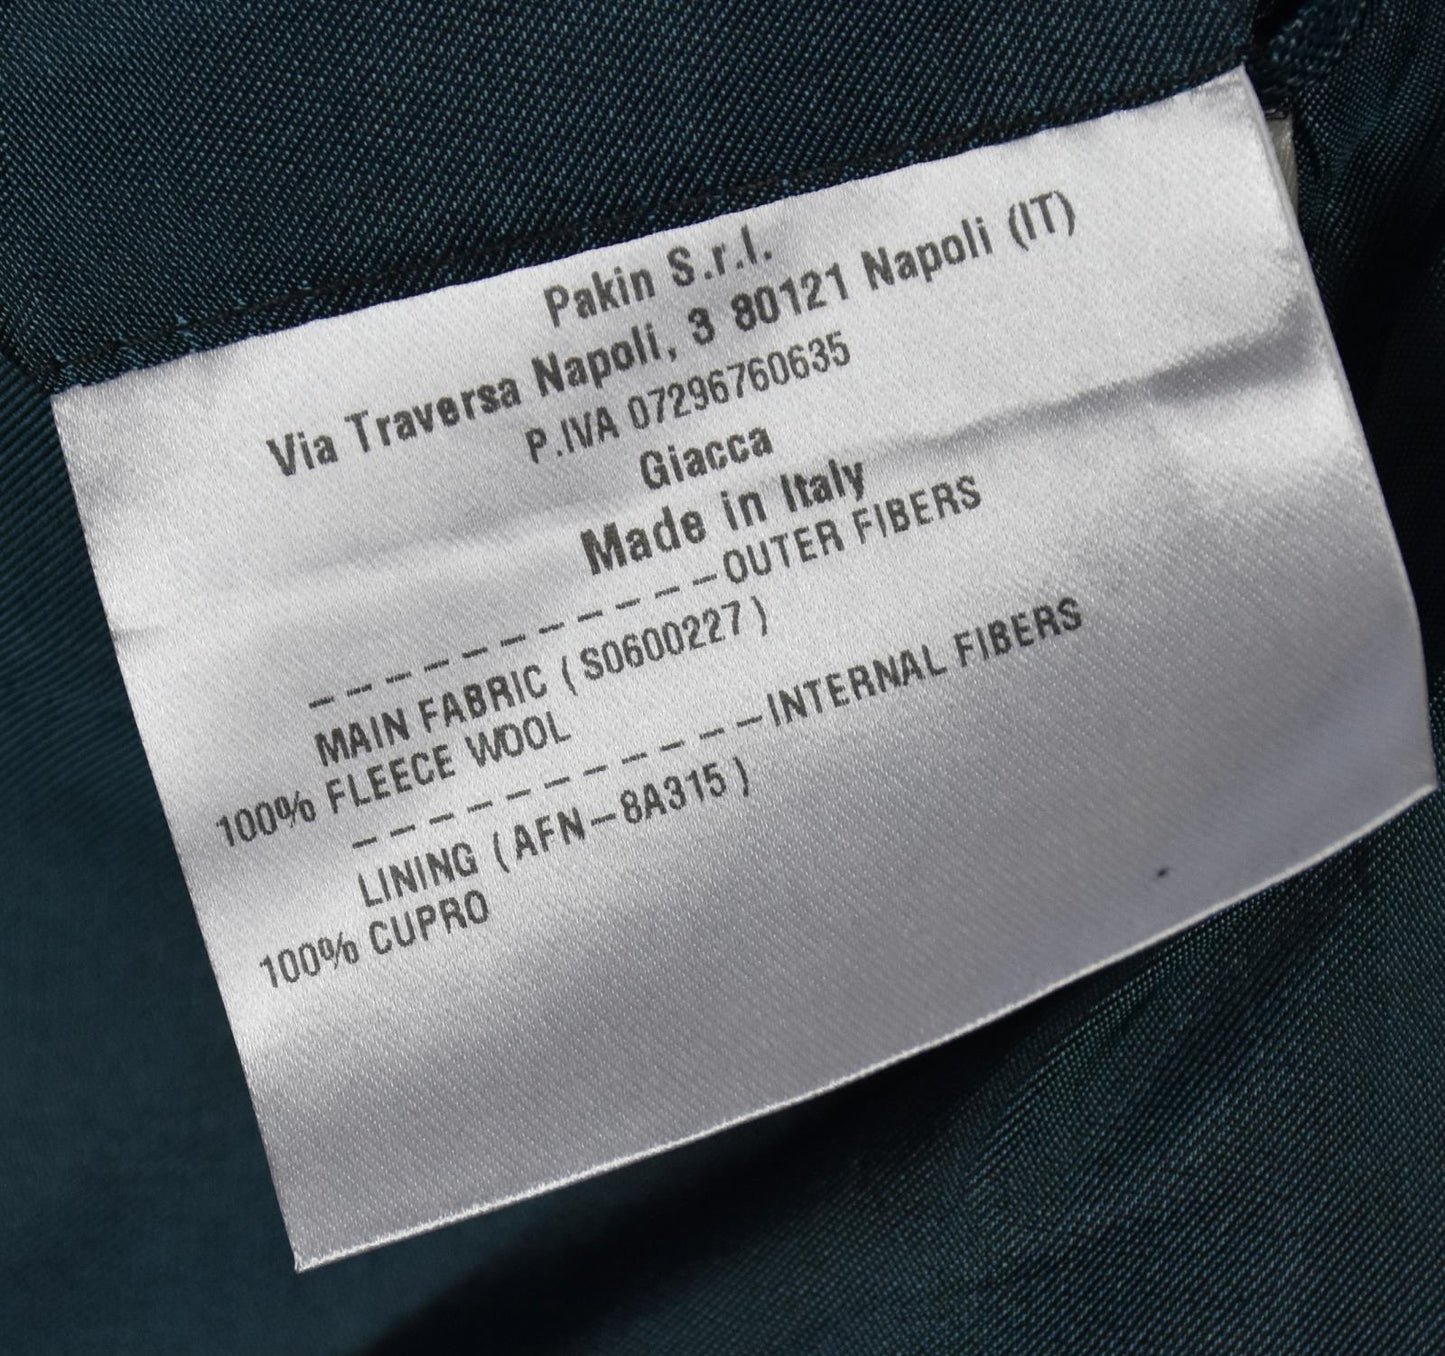 Pakin S.r.l.
Via Traversa Napoli, 3 80121 Napoli (IT)
P.IVA 07296760635
Giacca
Made in Italy
----------–OUTER FIBERS
MAIN FABRIC (S0600227)
100% FLEECE WOOL
----------–INTERNAL FIBERS
LINING (AFN-8A315)
100% CUPRO